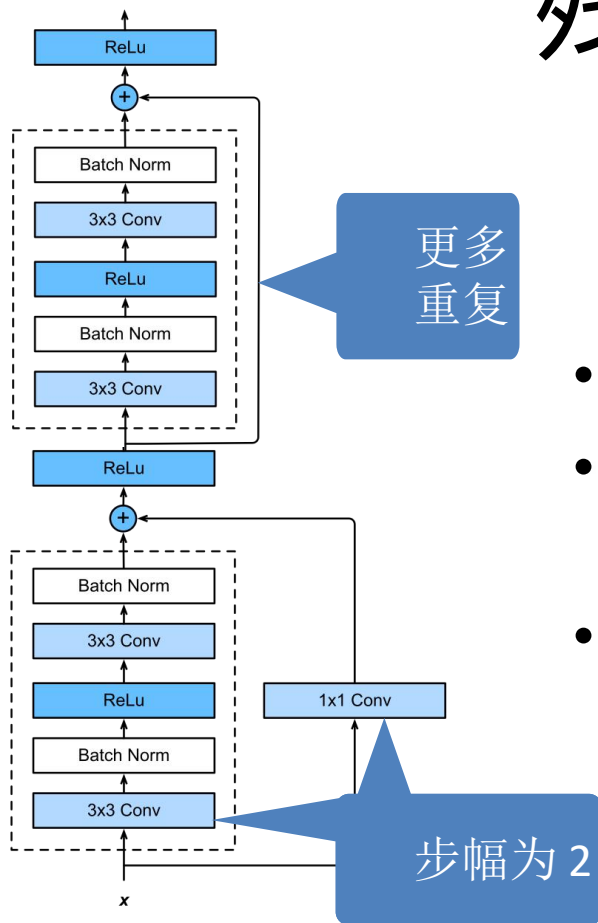 ReLu
+
Batch Norm
3x3 Conv
ReLu
Batch Norm
3x3 Conv
更多
重复
ReLu
+
Batch Norm
3x3 Conv
ReLu
1x1 Conv
Batch Norm
3x3 Conv
步幅为 2
x